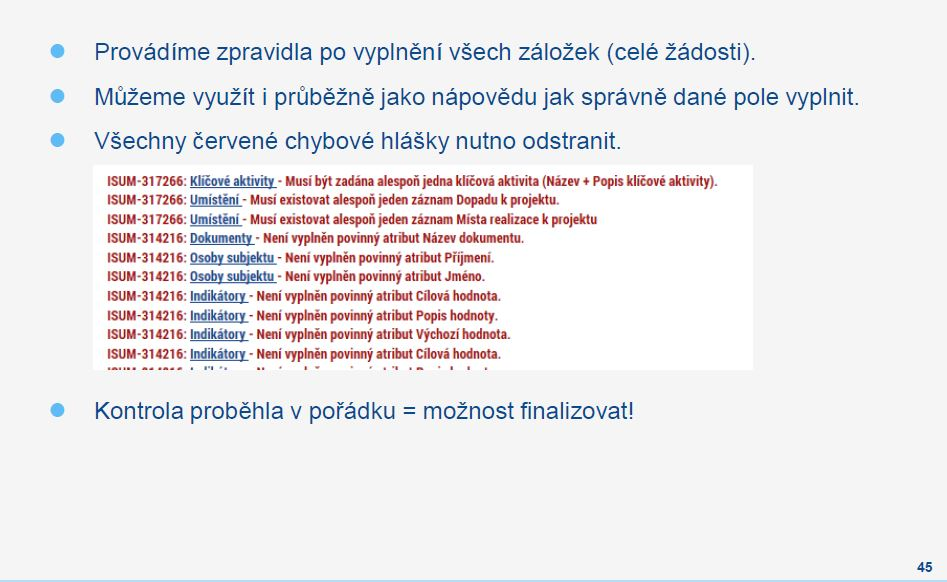 Provádíme zpravidla po vyplnění všech záložek (celé žádosti).
Můžeme využít i průběžně jako nápovědu jak správně dané pole vyplnit.
Všechny červené chybové hlášky nutno odstranit.
ISUM-317266: Klíčové aktivity - Musí být zadána alespoň jedna klíčová aktivita (Název + Popis klíčové aktivity).
ISUM-317266: Umístění - Musí existovat alespoň jeden záznam Dopadu k projektu.
ISUM-317266: Umístění - Musí existovat alespoň jeden záznam Místa realizace k projektu
ISUM-314216: Dokumenty - Není vyplněn povinný atribut Název dokumentu.
ISUM-314216: Osoby subjektu - Není vyplněn povinný atribut Příjmení.
ISUM-314216: Osoby subjektu - Není vyplněn povinný atribut Jméno.
ISUM-314216: Indikátory - Není vyplněn povinný atribut Cílová hodnota.
ISUM-314216: Indikátory - Není vyplněn povinný atribut Popis hodnoty.
ISUM-314216: Indikátory - Není vyplněn povinný atribut Výchozí hodnota.
ISUM-314216: Indikátory - Není vyplněn povinný atribut Cílová hodnota.
Kontrola proběhla v pořádku = možnost finalizovat!
45